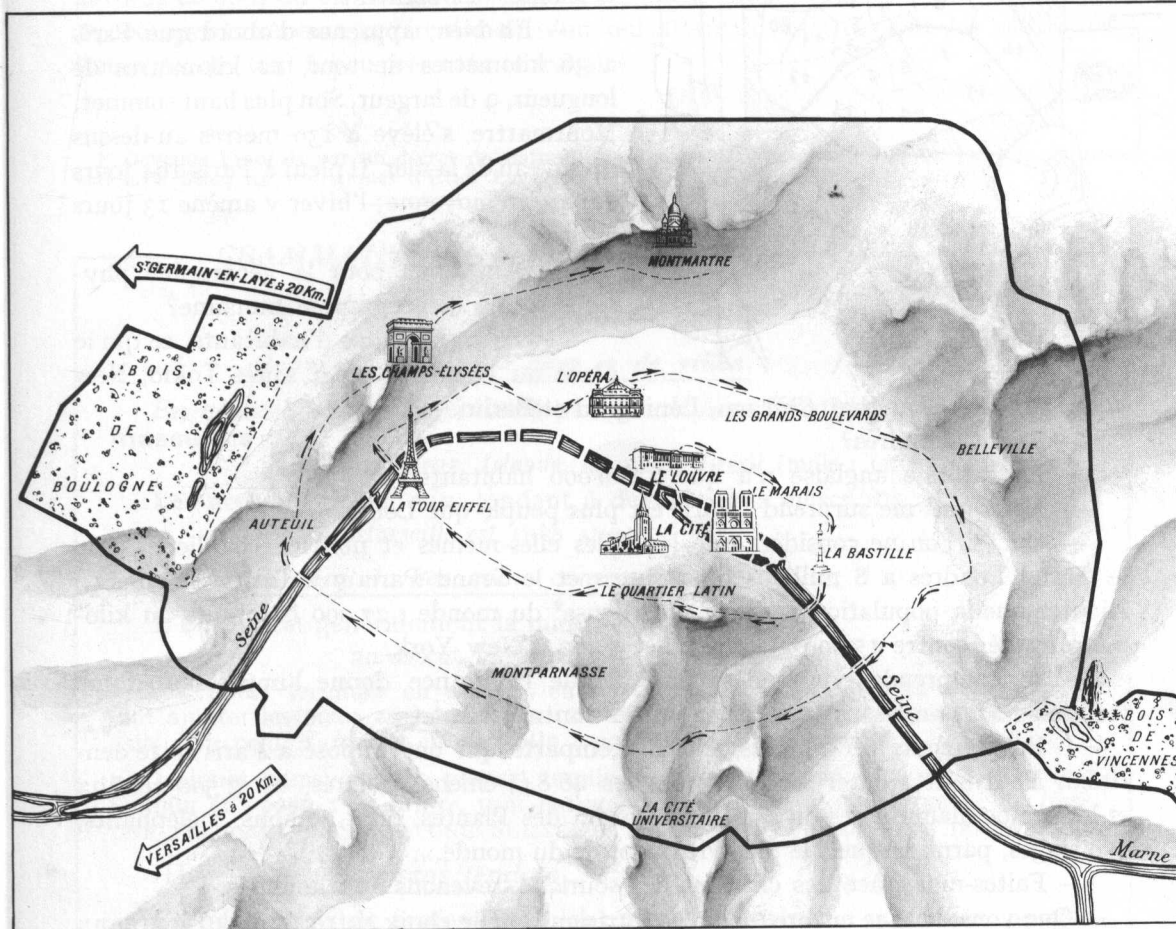 MONTMARTRE
ST GERMAIN-EN-LAYE à 20 Km.
BOIS
DE
BOULOGNE
LES CHAMPS-ÉLYSÉES
L'OPÉRA
LES GRANDS BOULEVARDS
BELLEVILLE
LE LOUVRE
LE MARAIS
LA TOUR EIFFEL
AUTEUIL
LA CITÉ
LA BASTILLE
LE QUARTIER LATIN
Seine
MONTPARNASSE
Seine
BOIS
DE
VINCENNES
LA CITÉ
UNIVERSITAIRE
VERSAILLES à 20 Km.
Marne